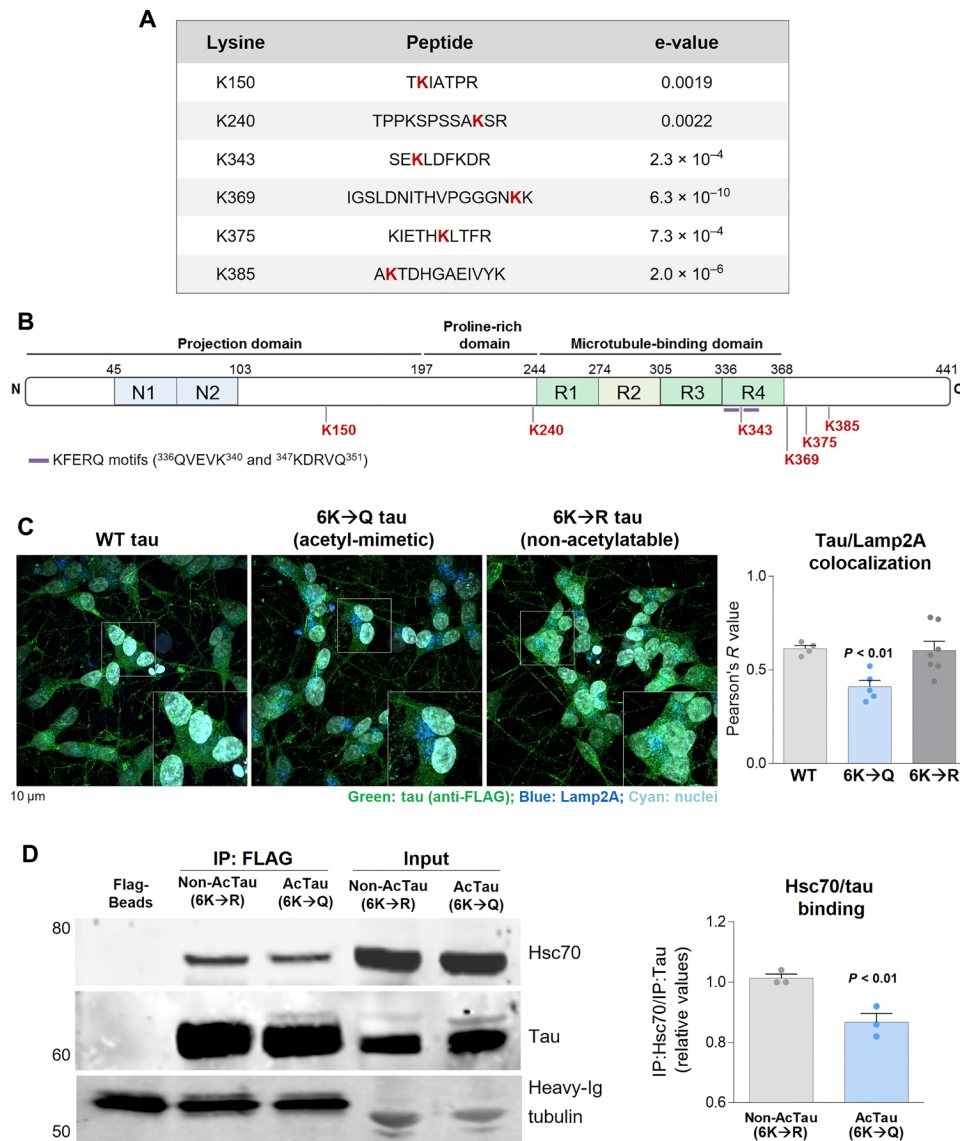 A
Lysine Peptide e-value
K150 TKIATPR 0.0019
K240 TPPKSPSSAKSR 0.0022
K343 SEKLDFKDR 2.3 × 10⁻⁴
K369 IGSLDNITHVPGGGNKK 6.3 × 10⁻¹⁰
K375 KIETHKLTFR 7.3 × 10⁻⁴
K385 AKTDHGAEIVYK 2.0 × 10⁻⁶
B
Projection domain
Proline-rich
domain
Microtubule-binding domain
45 103 197 244 274 305 336 368 441
N N1 N2 R1 R2 R3 R4 C
K150 K240 K343 K369 K375 K385
KFERQ motifs (³³⁶QVEVK³⁴⁰ and ³⁴⁷KDRVQ³⁵¹)
C
WT tau
6K→Q tau
(acetyl-mimetic)
6K→R tau
(non-acetylatable)
10 µm
Green: tau (anti-FLAG); Blue: Lamp2A; Cyan: nuclei
Tau/Lamp2A
colocalization
Pearson's R value
1.0
0.5
0.0
P < 0.01
WT 6K→Q 6K→R
D
IP: FLAG Input
Flag-
Beads
Non-AcTau
(6K→R)
AcTau
(6K→Q)
Non-AcTau
(6K→R)
AcTau
(6K→Q)
80
Hsc70
Tau
60
Heavy-Ig
tubulin
50
Hsc70/tau
binding
IP:Hsc70/IP:Tau
(relative values)
1.2
1.0
0.8
0.6
P < 0.01
Non-AcTau
(6K→R)
AcTau
(6K→Q)